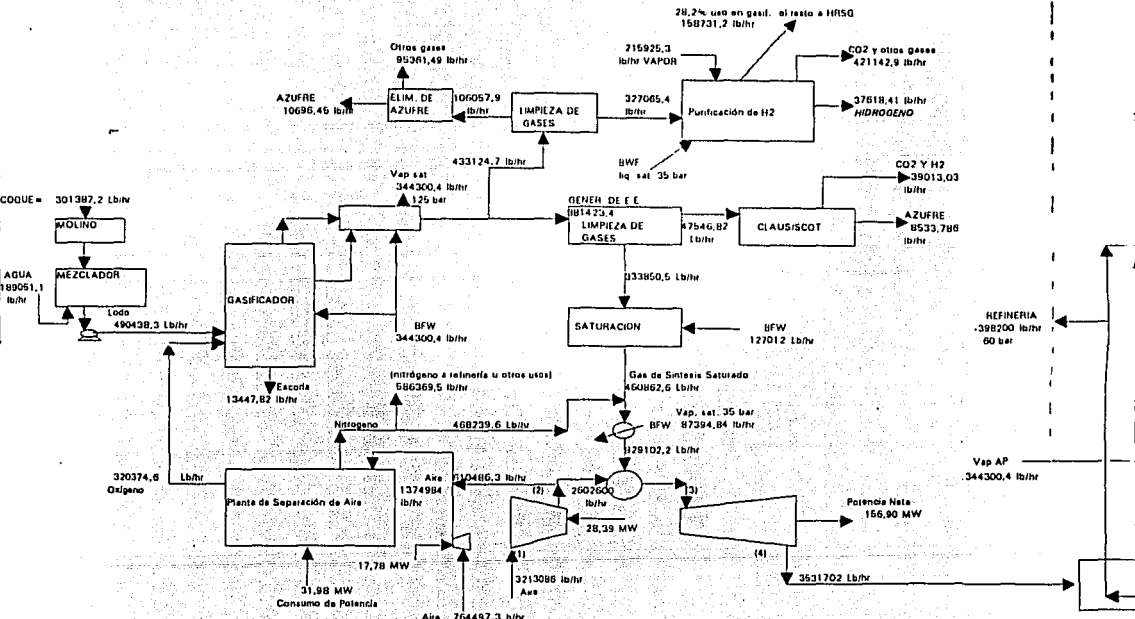 28,2% uso en gasif. el resto a HRSG
158731,2 lb/hr
Otros gases
95361,49 lb/hr
215925,3
lb/hr VAPOR
CO2 y otros gases
421142,9 lb/hr
AZUFRE
10696,45 lb/hr
ELIM. DE
AZUFRE
106057,9
lb/hr
LIMPIEZA DE
GASES
327065,4
lb/hr
Purificación de H2
37618,41 lb/hr
HIDROGENO
BWF
liq sat 35 bar
433124,7 lb/hr
Vap sat
344300,4 lb/hr
125 bar
CO2 Y H2
39013,03
lb/hr
COQUE = 301387,2 Lb/hr
MOLINO
GENER. DE E.E.
LIMPIEZA DE
GASES
47546,82
Lb/hr
CLAUS/SCOT
AZUFRE
8533,786
lb/hr
AGUA
189051,1
lb/hr
MEZCLADOR
Lodo
490438,3 Lb/hr
GASIFICADOR
333850,5 Lb/hr
BFW
344300,4 lb/hr
SATURACION
BFW
127012 Lb/hr
REFINERIA
-398200 lb/hr
60 bar
Escoria
13447,82 lb/hr
(nitrógeno a refinería u otros usos)
586369,5 lb/hr
Gas de Sintesis Saturado
460862,6 Lb/hr
Nitrogeno
468239,6 Lb/hr
Vap. sat. 35 bar
BFW 87394,84 lb/hr
929102,2 Lb/hr
320374,6 Lb/hr
Oxigeno
Planta de Separación de Aire
Aire
1374984
lb/hr
610486,3 lb/hr
(2)
2602600
lb/hr
(3)
Vap AP
344300,4 lb/hr
28,39 MW
Potencia Neta
156,90 MW
(1)
(4)
17,78 MW
3213086 lb/hr
Aire
3531702 Lb/hr
31,98 MW
Consumo de Potencia
Aire 764497,3 lb/hr